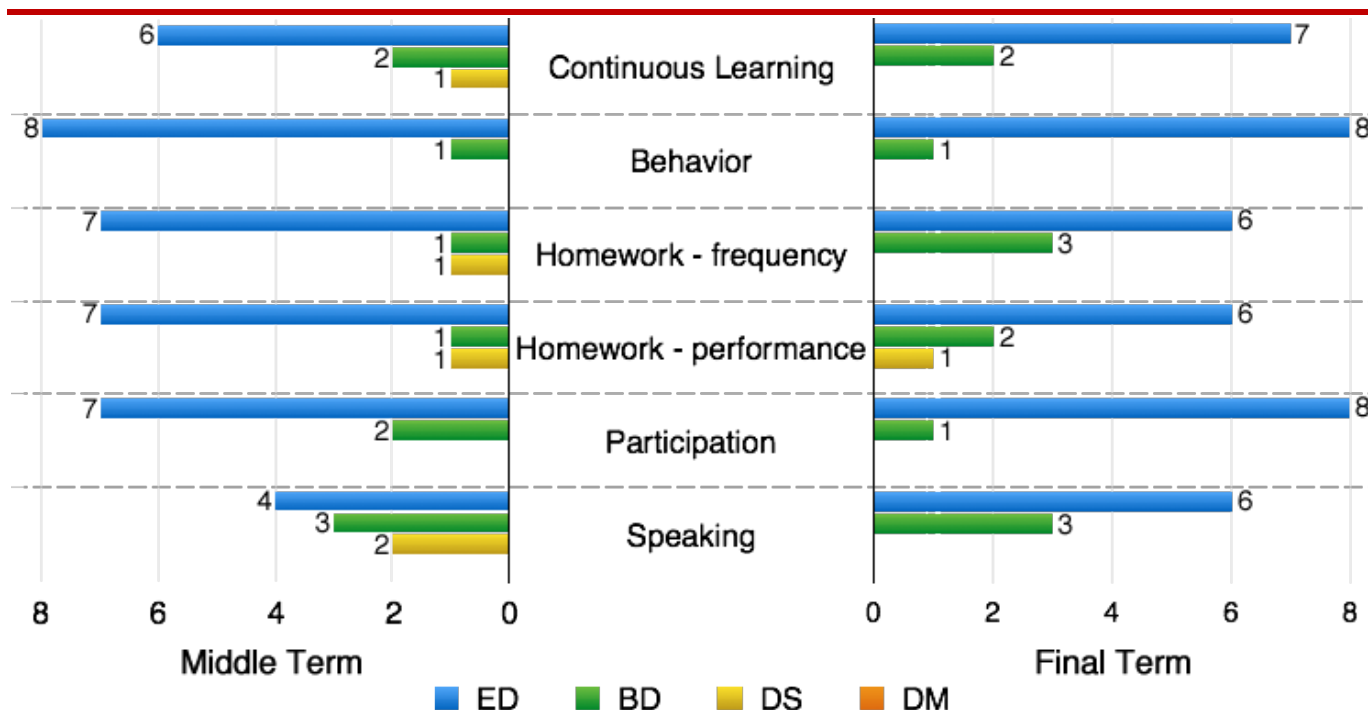 6 7
2 Continuous Learning 2
1
8 8
1 Behavior 1
7 6
1 Homework - frequency 3
1
7 6
1 Homework - performance 2
1 1
7 8
2 Participation 1
4 6
3 Speaking 3
2
8 6 4 2 0 0 2 4 6 8
Middle Term Final Term
ED BD DS DM